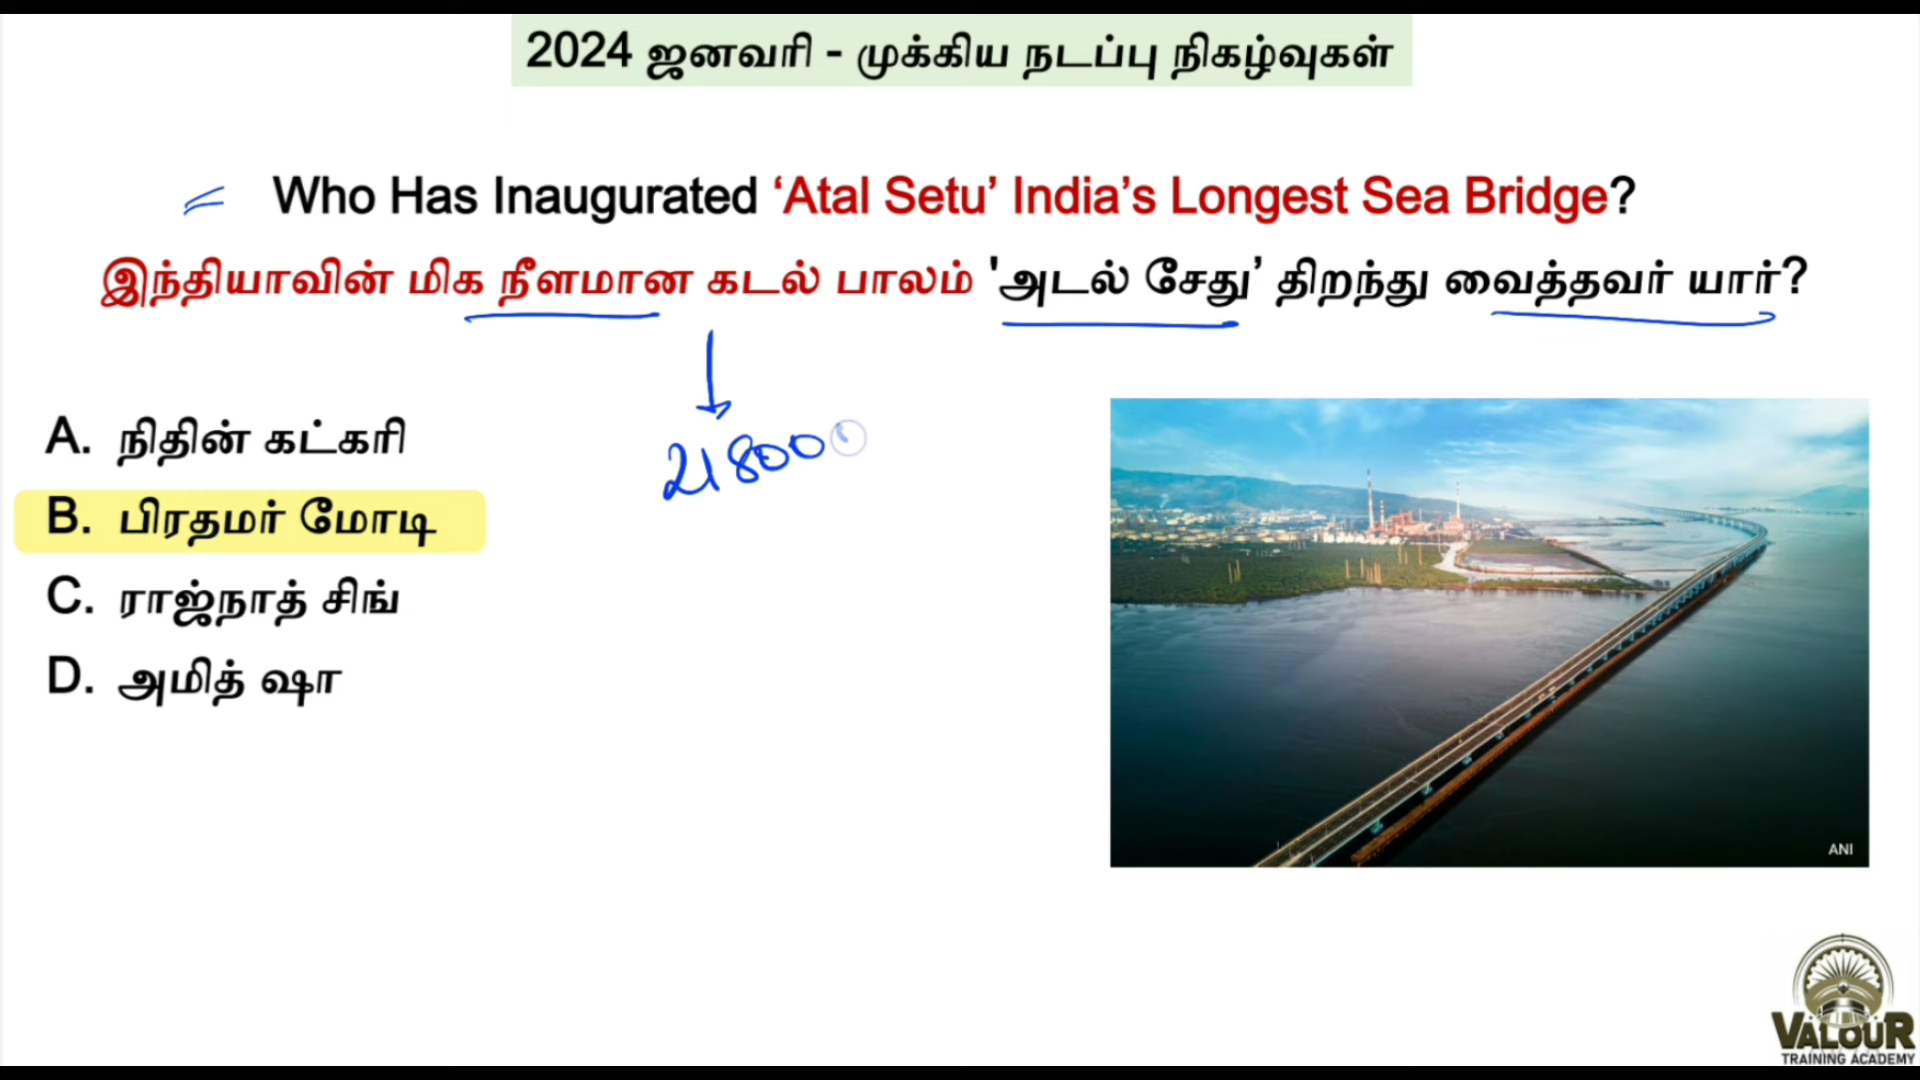 2024 ஜனவரி - முக்கிய நடப்பு நிகழ்வுகள்
Who Has Inaugurated ‘Atal Setu’ India’s Longest Sea Bridge?
இந்தியாவின் மிக நீளமான கடல் பாலம் 'அடல் சேது’ திறந்து வைத்தவர் யார்?
21800
A. நிதின் கட்கரி
B. பிரதமர் மோடி
C. ராஜ்நாத் சிங்
D. அமித் ஷா
ANI
VALOUR
TRAINING ACADEMY